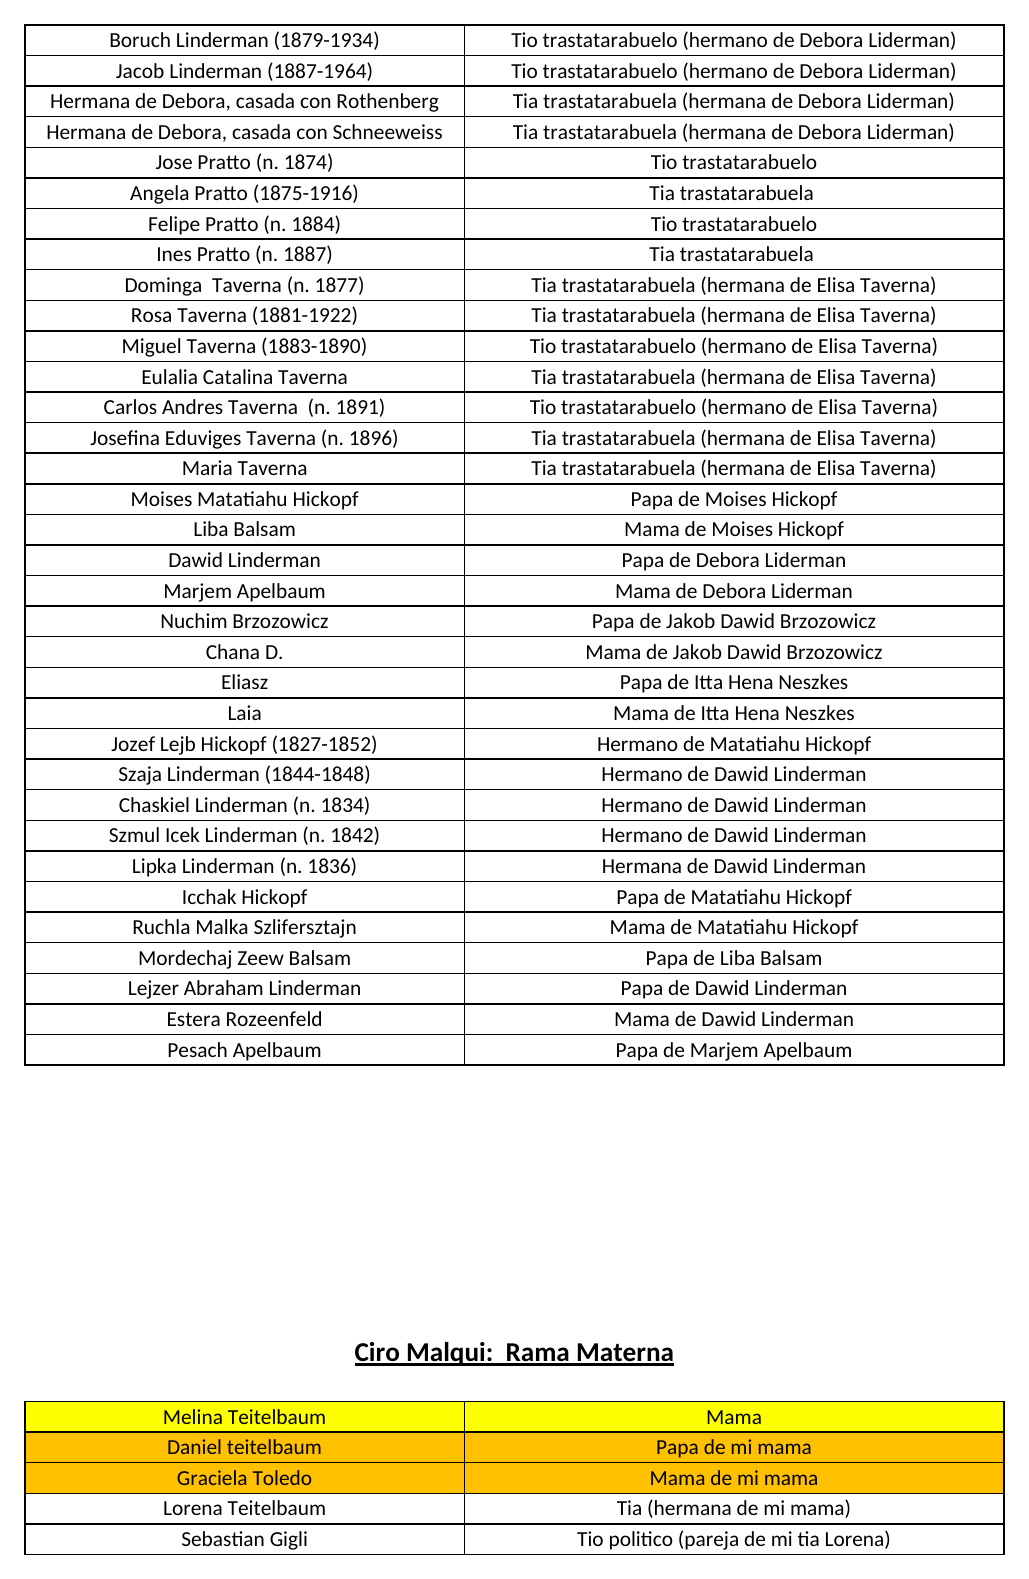 Boruch Linderman (1879-1934) Tio trastatarabuelo (hermano de Debora Liderman)
Jacob Linderman (1887-1964) Tio trastatarabuelo (hermano de Debora Liderman)
Hermana de Debora, casada con Rothenberg Tia trastatarabuela (hermana de Debora Liderman)
Hermana de Debora, casada con Schneeweiss Tia trastatarabuela (hermana de Debora Liderman)
Jose Pratto (n. 1874) Tio trastatarabuelo
Angela Pratto (1875-1916) Tia trastatarabuela
Felipe Pratto (n. 1884) Tio trastatarabuelo
Ines Pratto (n. 1887) Tia trastatarabuela
Dominga  Taverna (n. 1877) Tia trastatarabuela (hermana de Elisa Taverna)
Rosa Taverna (1881-1922) Tia trastatarabuela (hermana de Elisa Taverna)
Miguel Taverna (1883-1890) Tio trastatarabuelo (hermano de Elisa Taverna)
Eulalia Catalina Taverna Tia trastatarabuela (hermana de Elisa Taverna)
Carlos Andres Taverna  (n. 1891) Tio trastatarabuelo (hermano de Elisa Taverna)
Josefina Eduviges Taverna (n. 1896) Tia trastatarabuela (hermana de Elisa Taverna)
Maria Taverna Tia trastatarabuela (hermana de Elisa Taverna)
Moises Matatiahu Hickopf Papa de Moises Hickopf
Liba Balsam Mama de Moises Hickopf
Dawid Linderman Papa de Debora Liderman
Marjem Apelbaum Mama de Debora Liderman
Nuchim Brzozowicz Papa de Jakob Dawid Brzozowicz
Chana D. Mama de Jakob Dawid Brzozowicz
Eliasz Papa de Itta Hena Neszkes
Laia Mama de Itta Hena Neszkes
Jozef Lejb Hickopf (1827-1852) Hermano de Matatiahu Hickopf
Szaja Linderman (1844-1848) Hermano de Dawid Linderman
Chaskiel Linderman (n. 1834) Hermano de Dawid Linderman
Szmul Icek Linderman (n. 1842) Hermano de Dawid Linderman
Lipka Linderman (n. 1836) Hermana de Dawid Linderman
Icchak Hickopf Papa de Matatiahu Hickopf
Ruchla Malka Szlifersztajn Mama de Matatiahu Hickopf
Mordechaj Zeew Balsam Papa de Liba Balsam
Lejzer Abraham Linderman Papa de Dawid Linderman
Estera Rozeenfeld Mama de Dawid Linderman
Pesach Apelbaum Papa de Marjem Apelbaum
Ciro Malqui:  Rama Materna
Melina Teitelbaum Mama
Daniel teitelbaum Papa de mi mama
Graciela Toledo Mama de mi mama
Lorena Teitelbaum Tia (hermana de mi mama)
Sebastian Gigli Tio politico (pareja de mi tia Lorena)